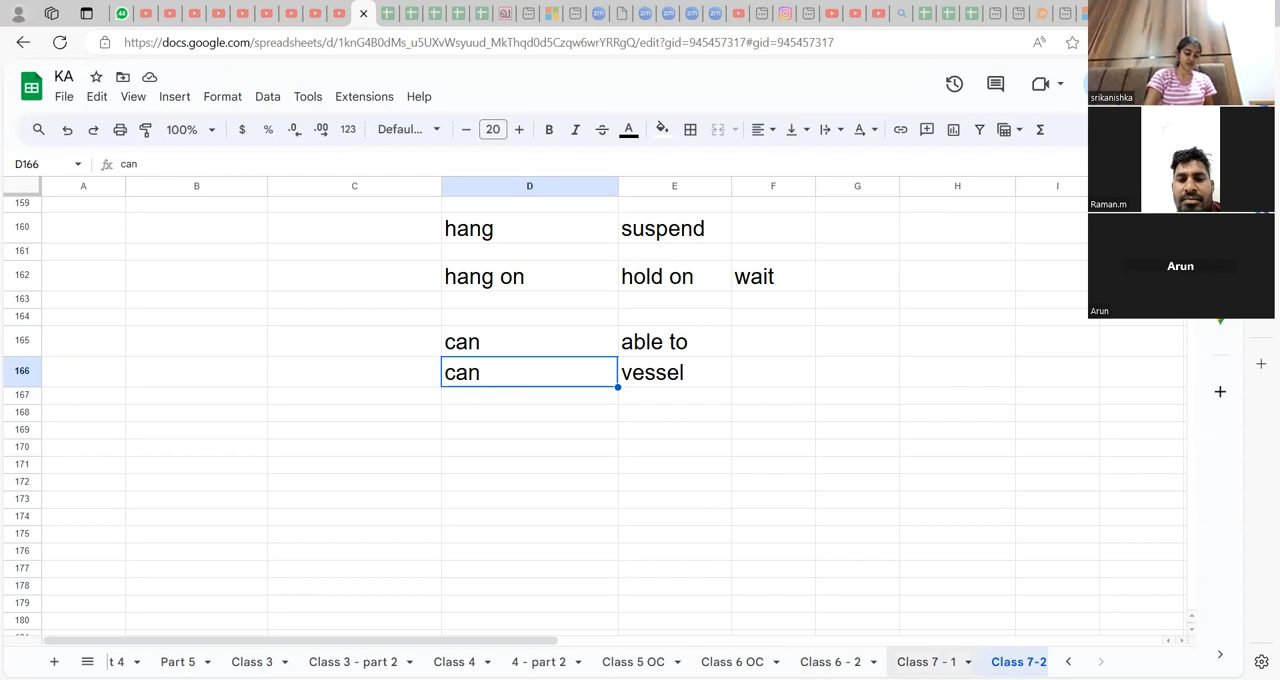 https://docs.google.com/spreadsheets/d/1knG4B0dMs_u5UXvWsyuud_MkThqd0d5Czqw6wrYRRgQ/edit?gid=945457317#gid=945457317
KA
File Edit View Insert Format Data Tools Extensions Help
100% $ % .0 .00 123 Defaul... 20 B I A
D166 fx can
A B C D E F G H I
159
160 hang suspend
161
162 hang on hold on wait
163
164
165 can able to
166 can vessel
167
168
169
170
171
172
173
174
175
176
177
178
179
180
t 4 Part 5 Class 3 Class 3 - part 2 Class 4 4 - part 2 Class 5 OC Class 6 OC Class 6 - 2 Class 7 - 1 Class 7-2
srikanishka
Raman.m
Arun
Arun